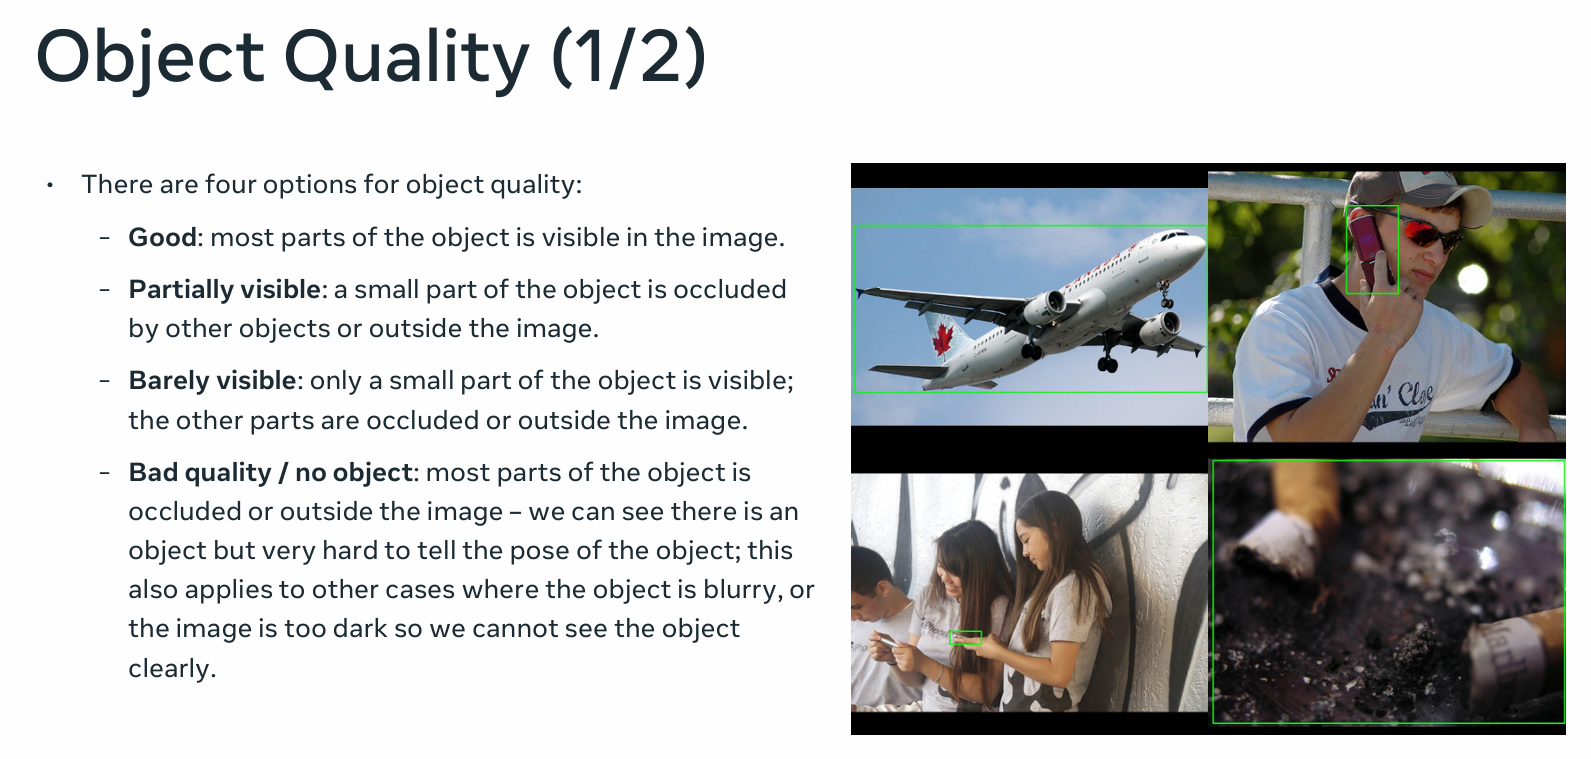 Object Quality (1/2)
• There are four options for object quality:
– Good: most parts of the object is visible in the image.
– Partially visible: a small part of the object is occluded
by other objects or outside the image.
– Barely visible: only a small part of the object is visible;
the other parts are occluded or outside the image.
– Bad quality / no object: most parts of the object is
occluded or outside the image – we can see there is an
object but very hard to tell the pose of the object; this
also applies to other cases where the object is blurry, or
the image is too dark so we cannot see the object
clearly.